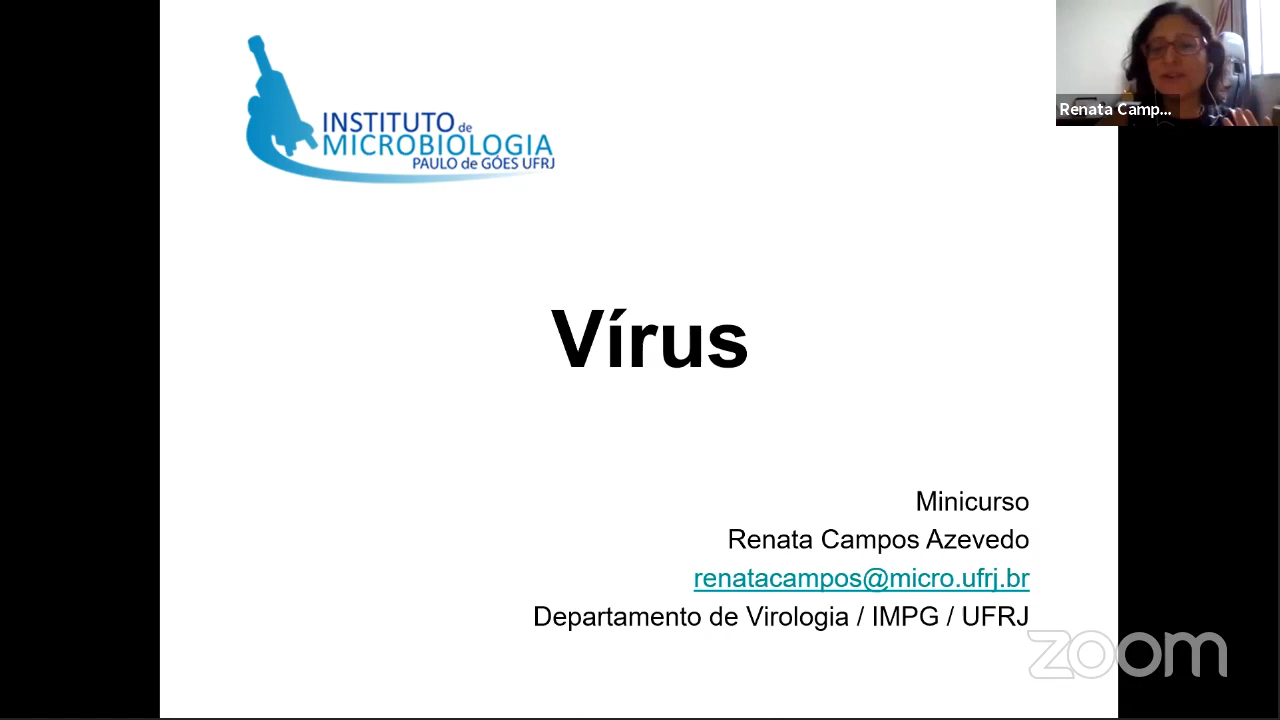 INSTITUTO de
MICROBIOLOGIA
PAULO de GÓES UFRJ
Renata Camp...
Vírus
Minicurso
Renata Campos Azevedo
renatacampos@micro.ufrj.br
Departamento de Virologia / IMPG / UFRJ
zoom